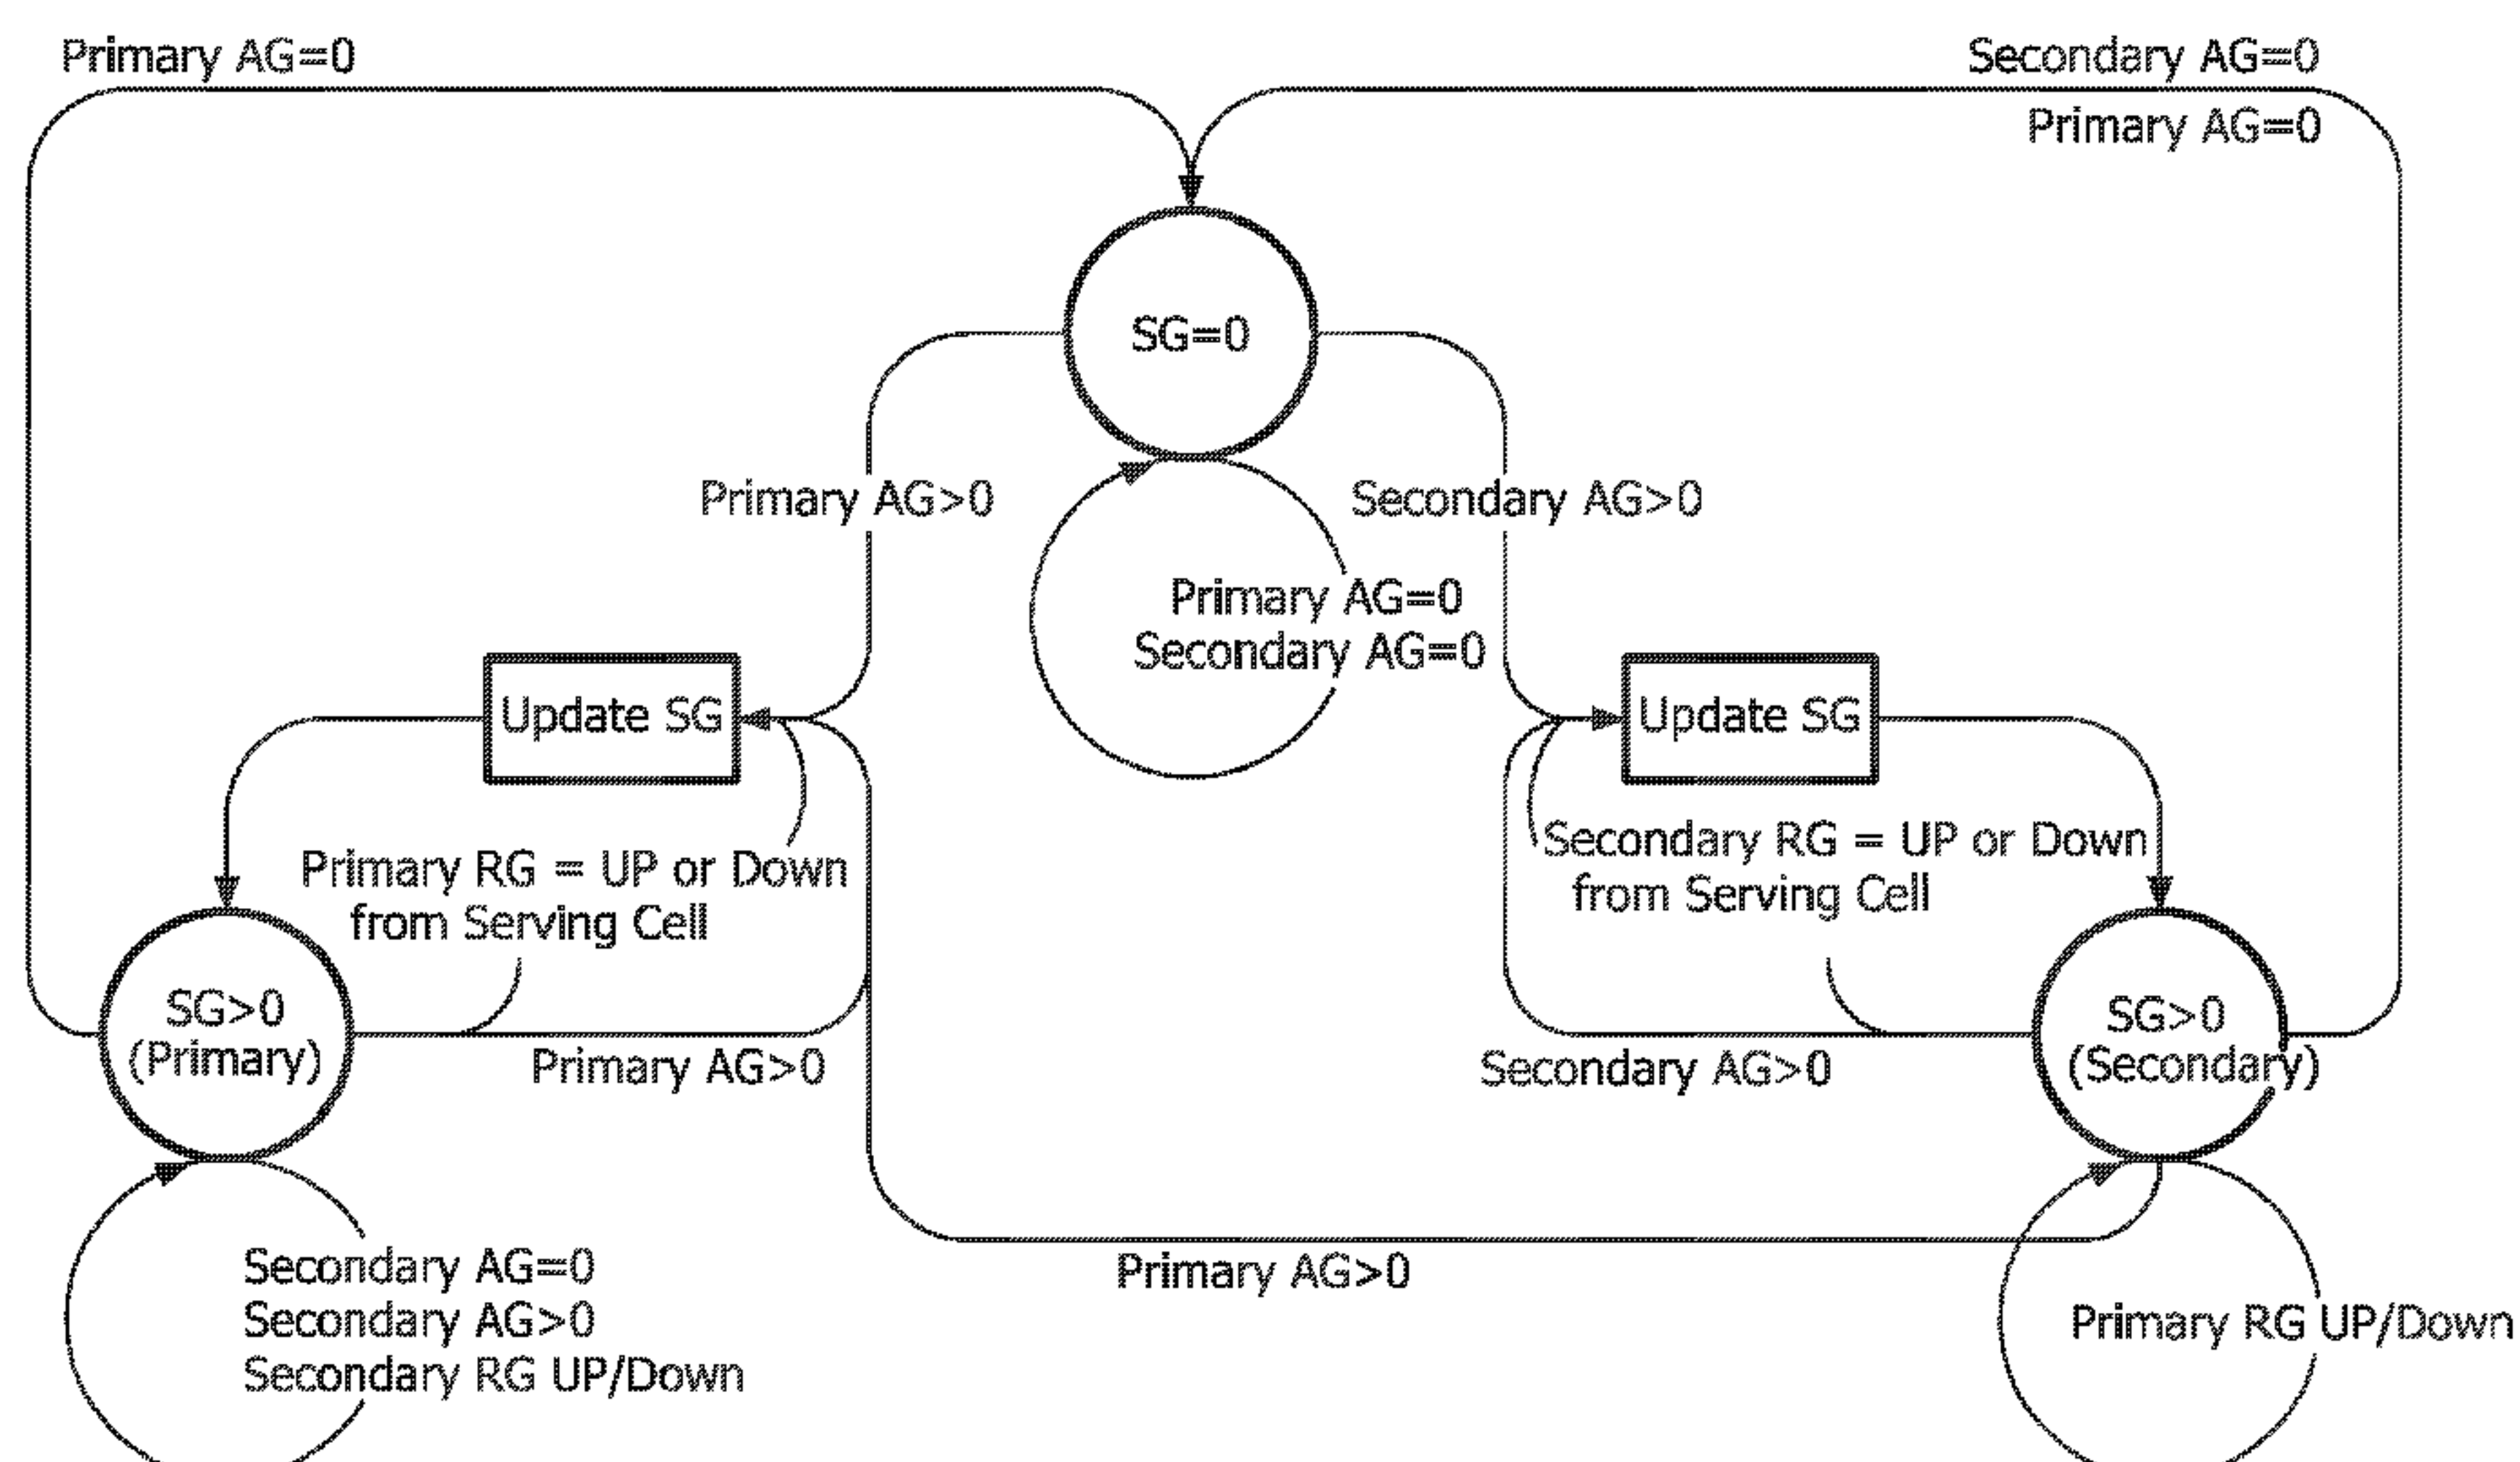 Primary AG=0
Secondary AG=0
Primary AG=0
SG=0
Primary AG>0
Secondary AG>0
Primary AG=0
Secondary AG=0
Update SG
Update SG
Primary RG = UP or Down
from Serving Cell
Secondary RG = UP or Down
from Serving Cell
SG>0
(Primary)
Primary AG>0
Secondary AG>0
SG>0
(Secondary)
Primary AG>0
Secondary AG=0
Secondary AG>0
Secondary RG UP/Down
Primary RG UP/Down